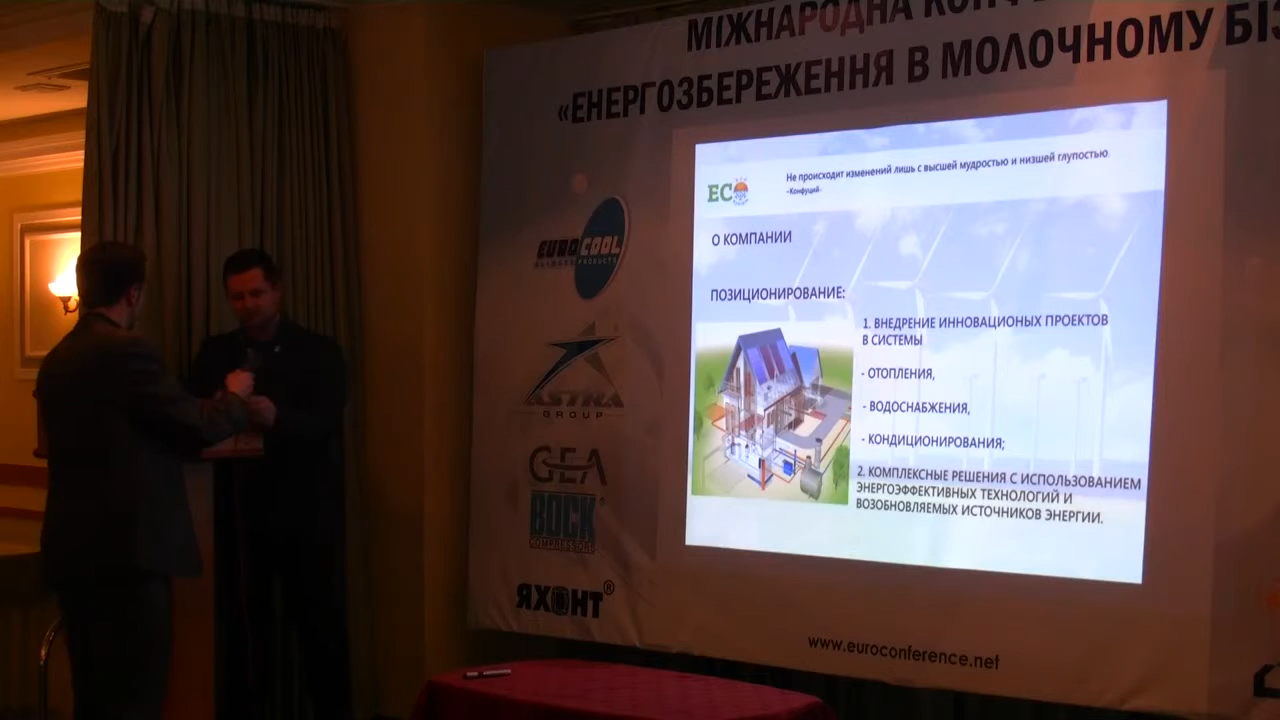 МІЖНАРОДНА
«ЕНЕРГОЗБЕРЕЖЕННЯ В МОЛОЧНОМУ
Не происходит изменений лишь с высшей мудростью и низшей глупостью.
-Конфуций-
EC
О КОМПАНИИ
ПОЗИЦИОНИРОВАНИЕ:
1. ВНЕДРЕНИЕ ИННОВАЦИОНЫХ ПРОЕКТОВ
В СИСТЕМЫ
- ОТОПЛЕНИЯ,
- ВОДОСНАБЖЕНИЯ,
- КОНДИЦИОНИРОВАНИЯ;
2. КОМПЛЕКСНЫЕ РЕШЕНИЯ С ИСПОЛЬЗОВАНИЕМ
ЭНЕРГОЭФФЕКТИВНЫХ ТЕХНОЛОГИЙ И
ВОЗОБНОВЛЯЕМЫХ ИСТОЧНИКОВ ЭНЕРГИИ.
EUROCOOL
PRODUCTS
ASTRA
GROUP
GEA
BOCK
COMPRESSORS
ЯХОНТ®
www.euroconference.net